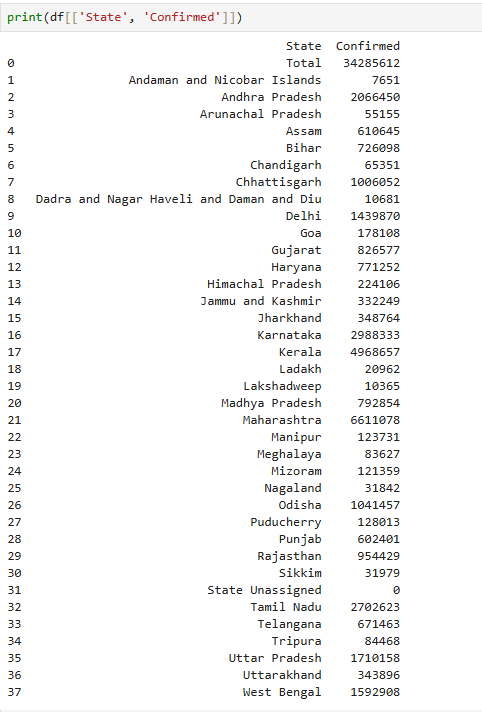 print(df[['State', 'Confirmed']])
State Confirmed
0 Total 34285612
1 Andaman and Nicobar Islands 7651
2 Andhra Pradesh 2066450
3 Arunachal Pradesh 55155
4 Assam 610645
5 Bihar 726098
6 Chandigarh 65351
7 Chhattisgarh 1006052
8 Dadra and Nagar Haveli and Daman and Diu 10681
9 Delhi 1439870
10 Goa 178108
11 Gujarat 826577
12 Haryana 771252
13 Himachal Pradesh 224106
14 Jammu and Kashmir 332249
15 Jharkhand 348764
16 Karnataka 2988333
17 Kerala 4968657
18 Ladakh 20962
19 Lakshadweep 10365
20 Madhya Pradesh 792854
21 Maharashtra 6611078
22 Manipur 123731
23 Meghalaya 83627
24 Mizoram 121359
25 Nagaland 31842
26 Odisha 1041457
27 Puducherry 128013
28 Punjab 602401
29 Rajasthan 954429
30 Sikkim 31979
31 State Unassigned 0
32 Tamil Nadu 2702623
33 Telangana 671463
34 Tripura 84468
35 Uttar Pradesh 1710158
36 Uttarakhand 343896
37 West Bengal 1592908